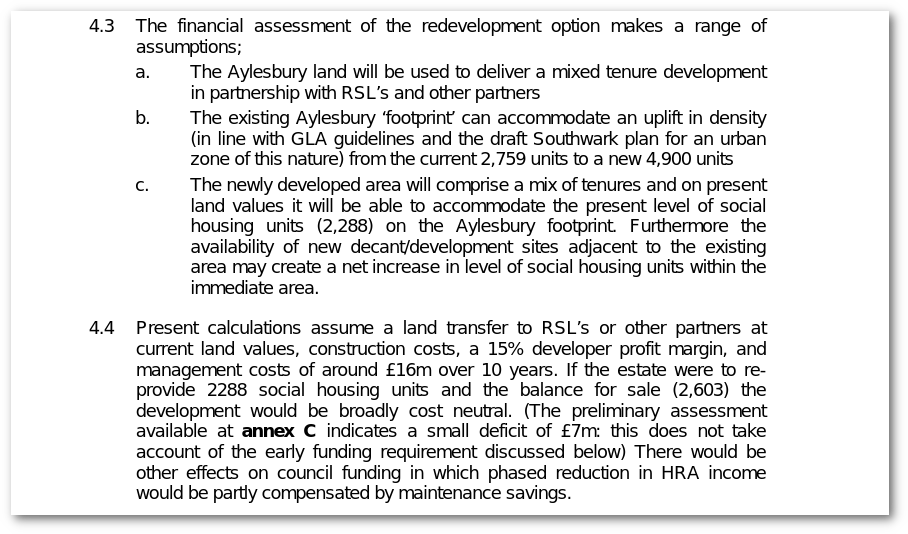 4.3 The financial assessment of the redevelopment option makes a range of
assumptions;
a. The Aylesbury land will be used to deliver a mixed tenure development
in partnership with RSL's and other partners
b. The existing Aylesbury 'footprint' can accommodate an uplift in density
(in line with GLA guidelines and the draft Southwark plan for an urban
zone of this nature) from the current 2,759 units to a new 4,900 units
c. The newly developed area will comprise a mix of tenures and on present
land values it will be able to accommodate the present level of social
housing units (2,288) on the Aylesbury footprint. Furthermore the
availability of new decant/development sites adjacent to the existing
area may create a net increase in level of social housing units within the
immediate area.
4.4 Present calculations assume a land transfer to RSL's or other partners at
current land values, construction costs, a 15% developer profit margin, and
management costs of around £16m over 10 years. If the estate were to re-
provide 2288 social housing units and the balance for sale (2,603) the
development would be broadly cost neutral. (The preliminary assessment
available at annex C indicates a small deficit of £7m: this does not take
account of the early funding requirement discussed below) There would be
other effects on council funding in which phased reduction in HRA income
would be partly compensated by maintenance savings.